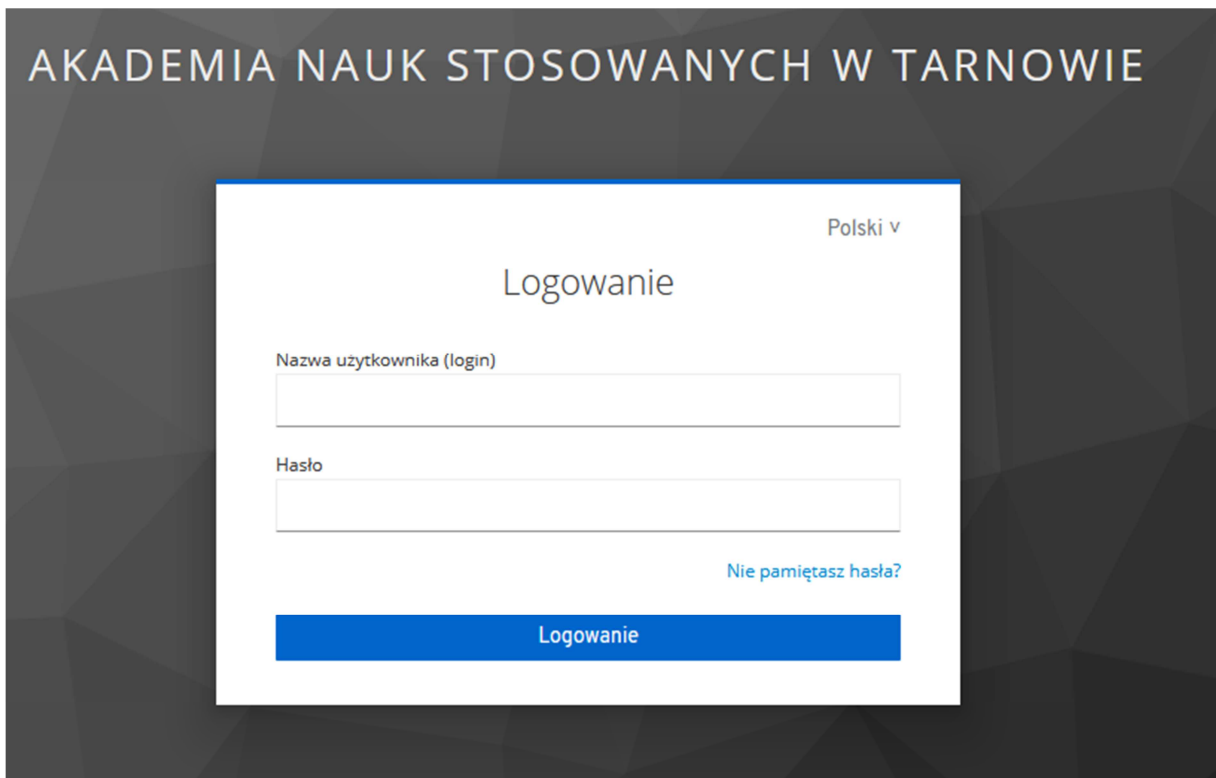 AKADEMIA NAUK STOSOWANYCH W TARNOWIE
Polski
Logowanie
Nazwa użytkownika (login)
Hasło
Nie pamiętasz hasła?
Logowanie